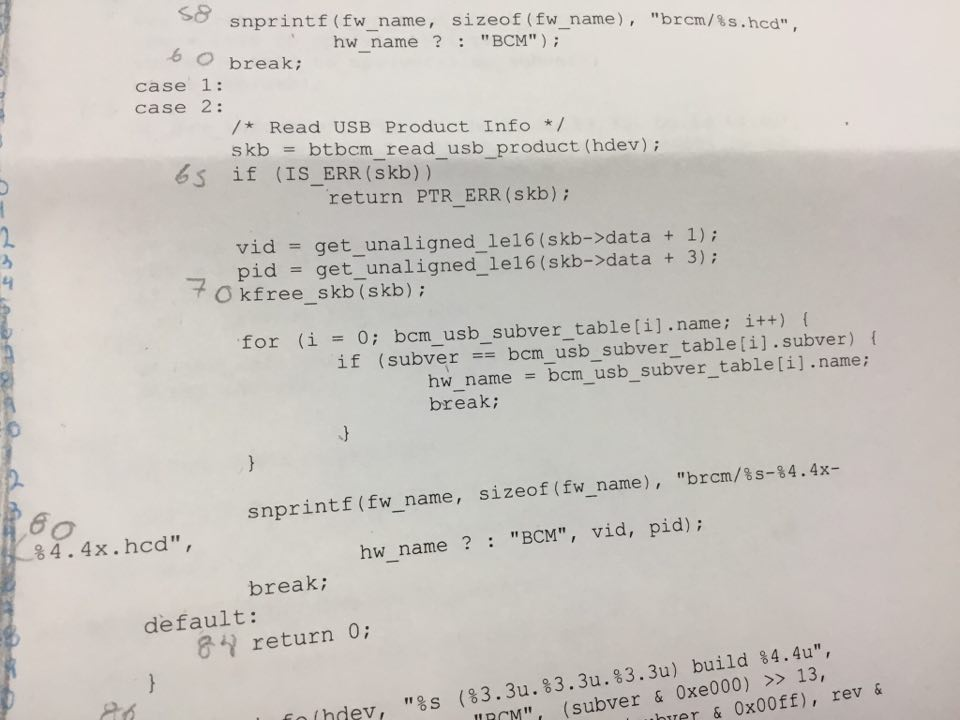 58 snprintf(fw_name, sizeof(fw_name), "brcm/%s.hcd",
hw_name ? : "BCM");
60 break;
case 1:
case 2:
/* Read USB Product Info */
skb = btbcm_read_usb_product(hdev);
65 if (IS_ERR(skb))
return PTR_ERR(skb);
vid = get_unaligned_le16(skb->data + 1);
pid = get_unaligned_le16(skb->data + 3);
70 kfree_skb(skb);
for (i = 0; bcm_usb_subver_table[i].name; i++) {
if (subver == bcm_usb_subver_table[i].subver) {
hw_name = bcm_usb_subver_table[i].name;
break;
}
}
snprintf(fw_name, sizeof(fw_name), "brcm/%s-%4.4x-
80
%4.4x.hcd",
hw_name ? : "BCM", vid, pid);
break;
default:
84 return 0;
}
86
(hdev, "%s (%3.3u.%3.3u.%3.3u) build %4.4u",
"BCM", (subver & 0xe000) >> 13,
& 0x00ff), rev &